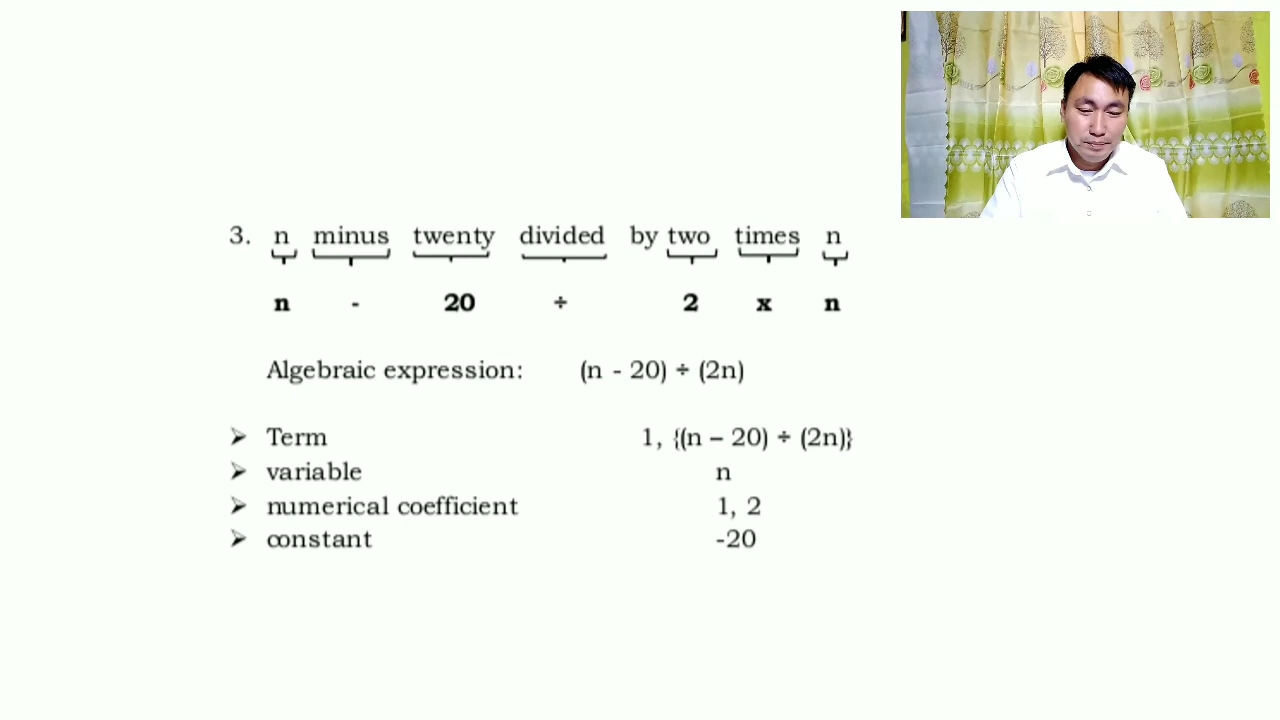 3. n minus twenty divided by two times n
n - 20 ÷ 2 x n
Algebraic expression: (n - 20) ÷ (2n)
➢ Term 1, {(n – 20) ÷ (2n)}
➢ variable n
➢ numerical coefficient 1, 2
➢ constant -20